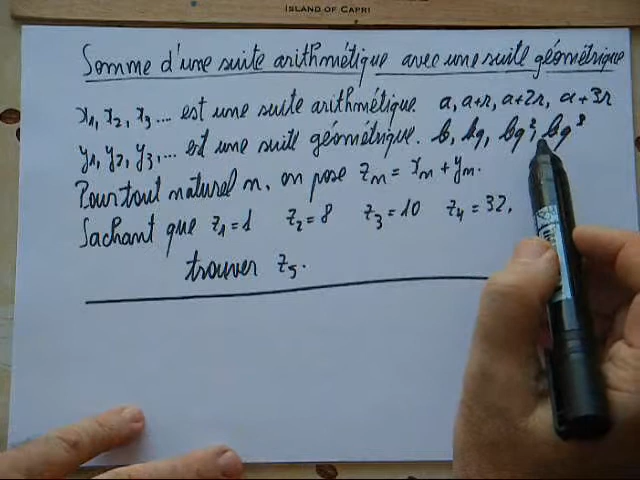 ISLAND OF CAPRI
Somme d'une suite arithmétique avec une suite géométrique
x1, x2, x3... est une suite arithmétique. a, a+r, a+2r, a+3r
y1, y2, y3,... est une suite géométrique. b, bq, bq², bq³
Pour tout naturel n, on pose zn = xn + yn.
Sachant que z1 = 1 z2 = 8 z3 = 10 z4 = 32,
trouver z5.